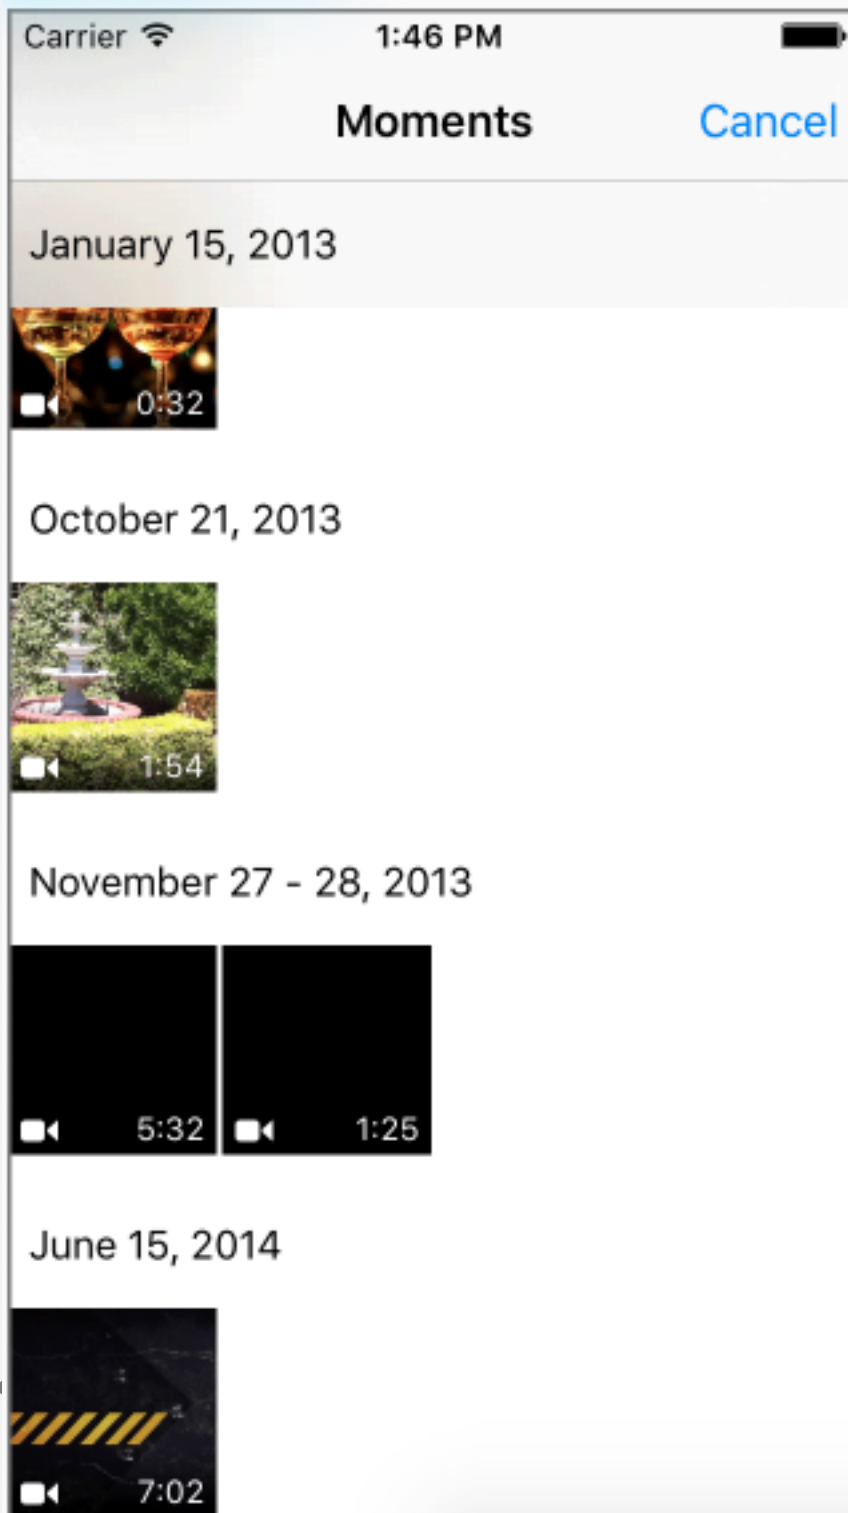 Carrier 1:46 PM
Moments Cancel
January 15, 2013
0:32
October 21, 2013
1:54
November 27 - 28, 2013
5:32 1:25
June 15, 2014
7:02